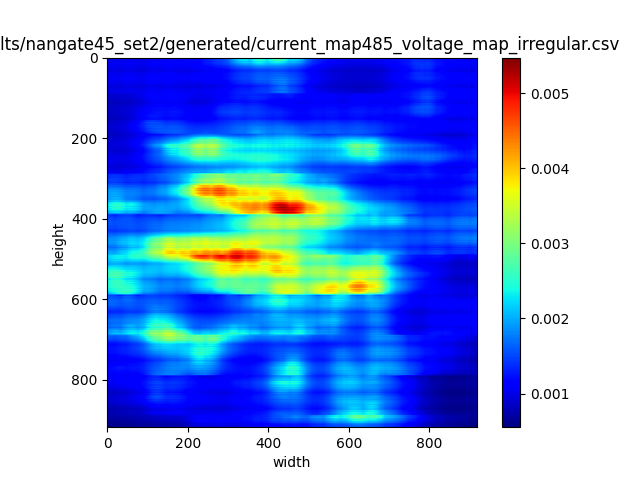 lts/nangate45_set2/generated/current_map485_voltage_map_irregular.csv
0
200
400
600
800
height
0 200 400 600 800
width
0.005
0.004
0.003
0.002
0.001